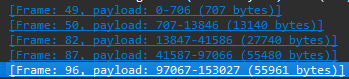 [Frame: 49, payload: 0-706 (707 bytes)]
[Frame: 50, payload: 707-13846 (13140 bytes)]
[Frame: 82, payload: 13847-41586 (27740 bytes)]
[Frame: 87, payload: 41587-97066 (55480 bytes)]
[Frame: 96, payload: 97067-153027 (55961 bytes)]